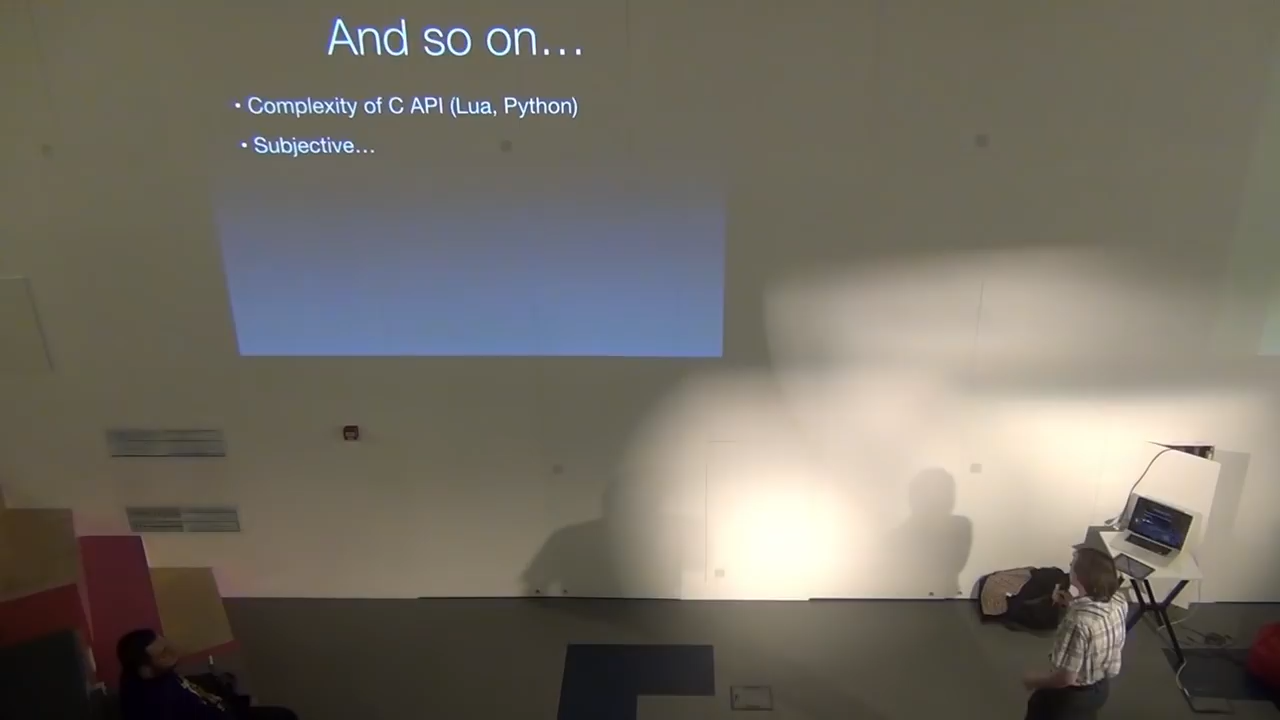 And so on…
• Complexity of C API (Lua, Python)
• Subjective…